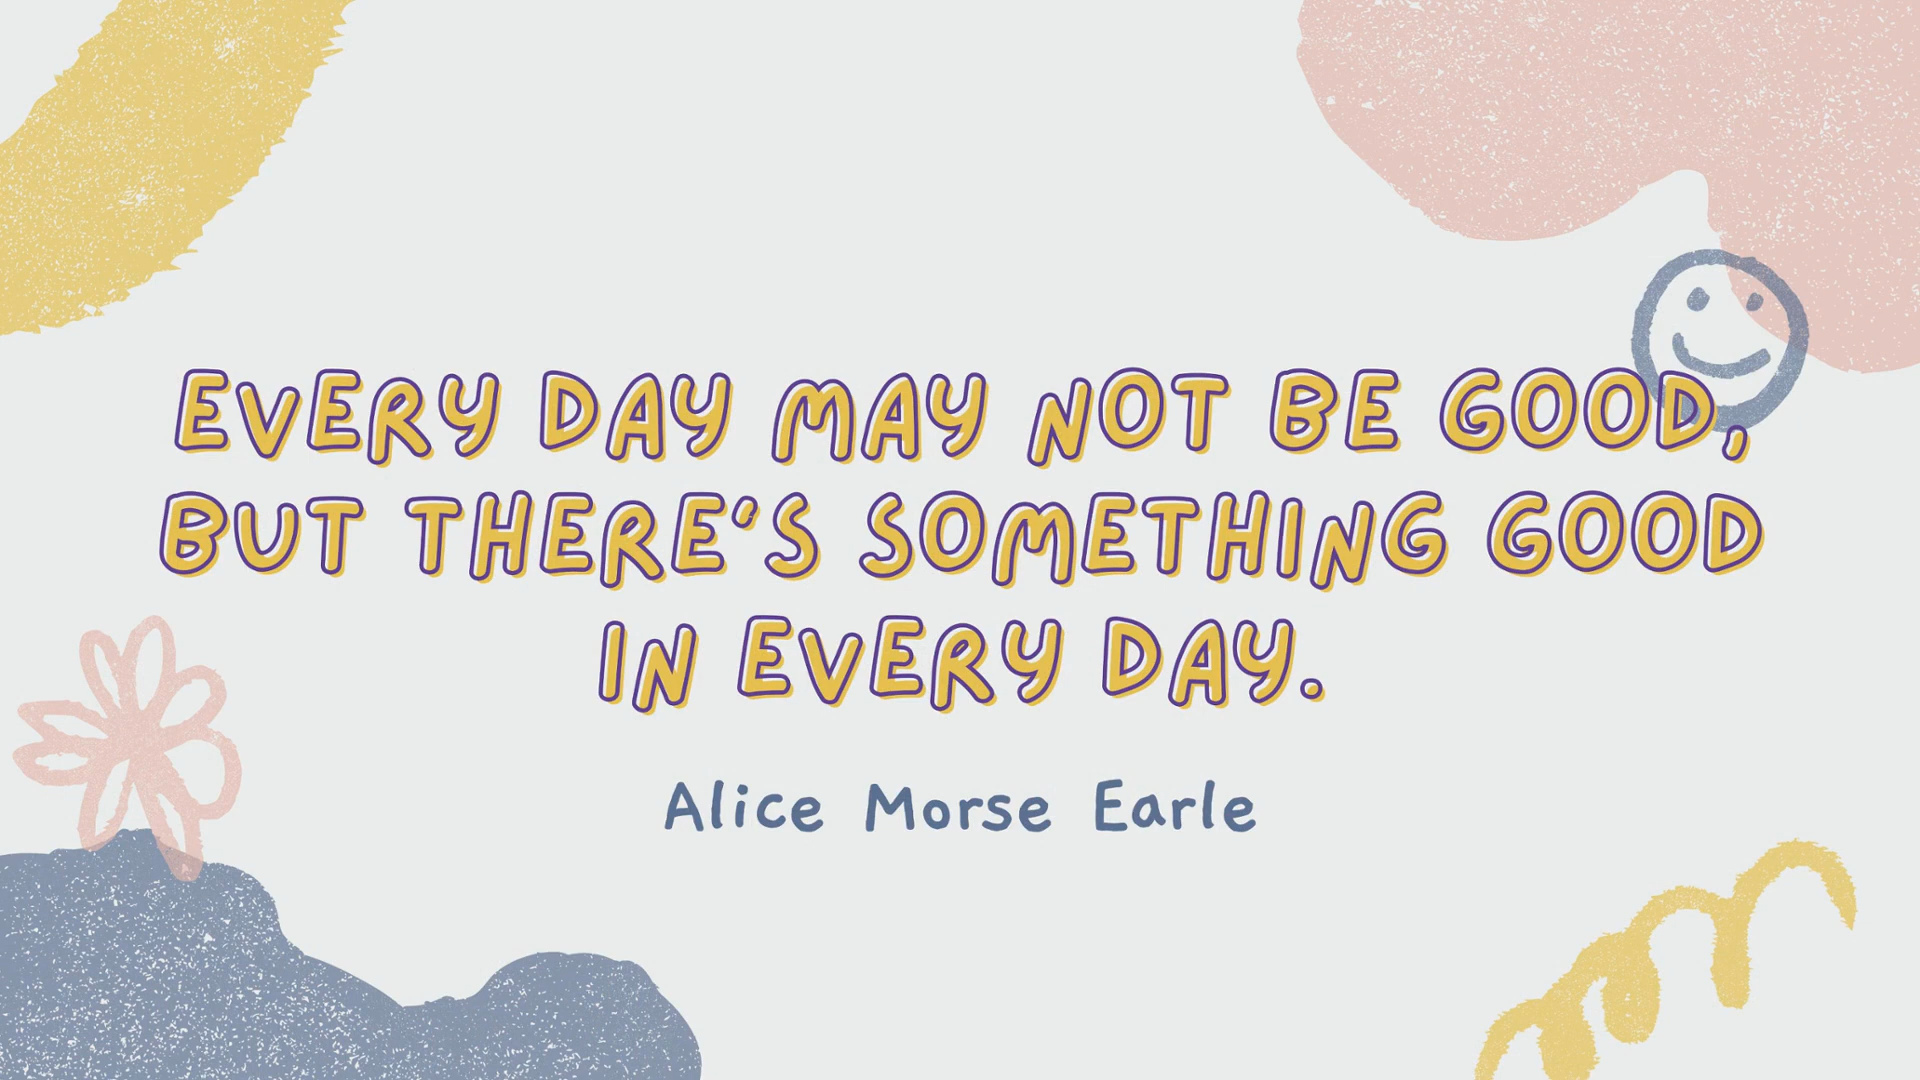 EVERY DAY MAY NOT BE GOOD,
BUT THERE'S SOMETHING GOOD
IN EVERY DAY.
Alice Morse Earle